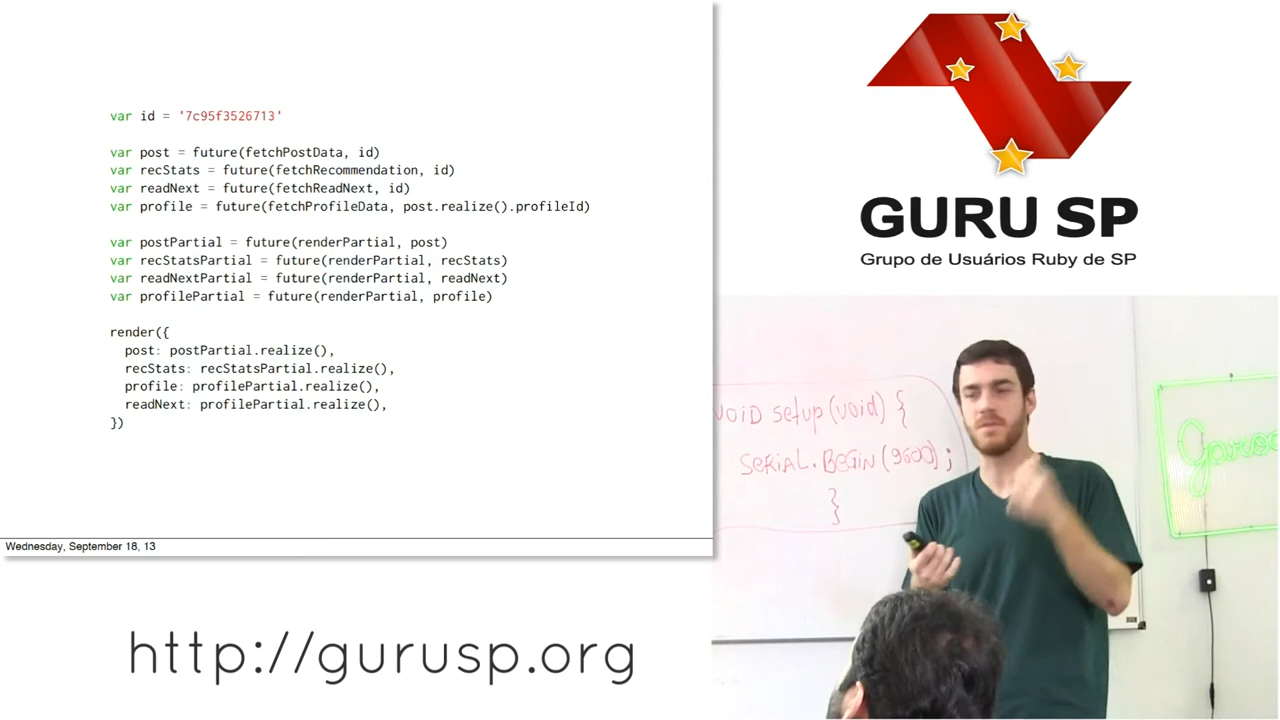 var id = '7c95f3526713'
var post = future(fetchPostData, id)
var recStats = future(fetchRecommendation, id)
var readNext = future(fetchReadNext, id)
var profile = future(fetchProfileData, post.realize().profileId)
var postPartial = future(renderPartial, post)
var recStatsPartial = future(renderPartial, recStats)
var readNextPartial = future(renderPartial, readNext)
var profilePartial = future(renderPartial, profile)
render({
post: postPartial.realize(),
recStats: recStatsPartial.realize(),
profile: profilePartial.realize(),
readNext: profilePartial.realize(),
})
Wednesday, September 18, 13
http://gurusp.org
GURU SP
Grupo de Usuários Ruby de SP
VOID setup(void) {
SERIAL.BEGIN(9600);
}